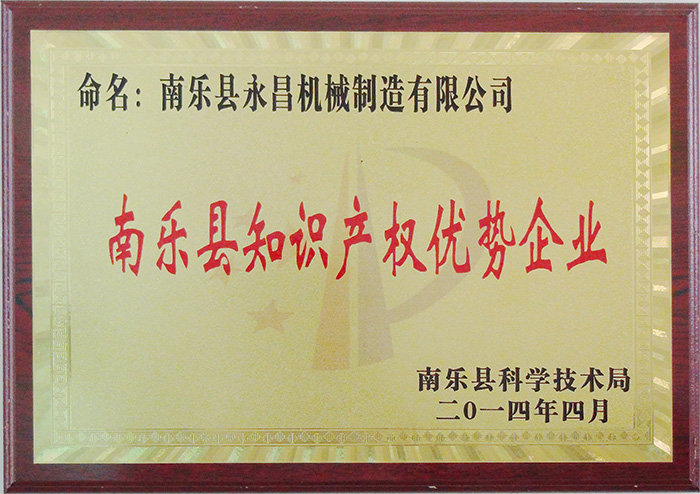 命名：南乐县永昌机械制造有限公司
南乐县知识产权优势企业
南乐县科学技术局
二0一四年四月